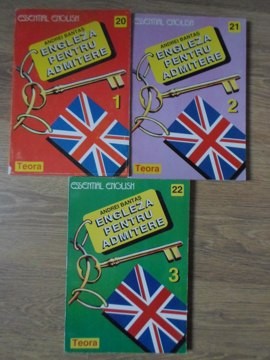 ESSENTIAL ENGLISH
20
ANDREI BANTAŞ
ENGLEZA
PENTRU
ADMITERE
1
Teora
ESSENTIAL ENGLISH
21
ANDREI BANTAŞ
ENGLEZA
PENTRU
ADMITERE
2
Teora
ESSENTIAL ENGLISH
22
ANDREI BANTAŞ
ENGLEZA
PENTRU
ADMITERE
3
Teora